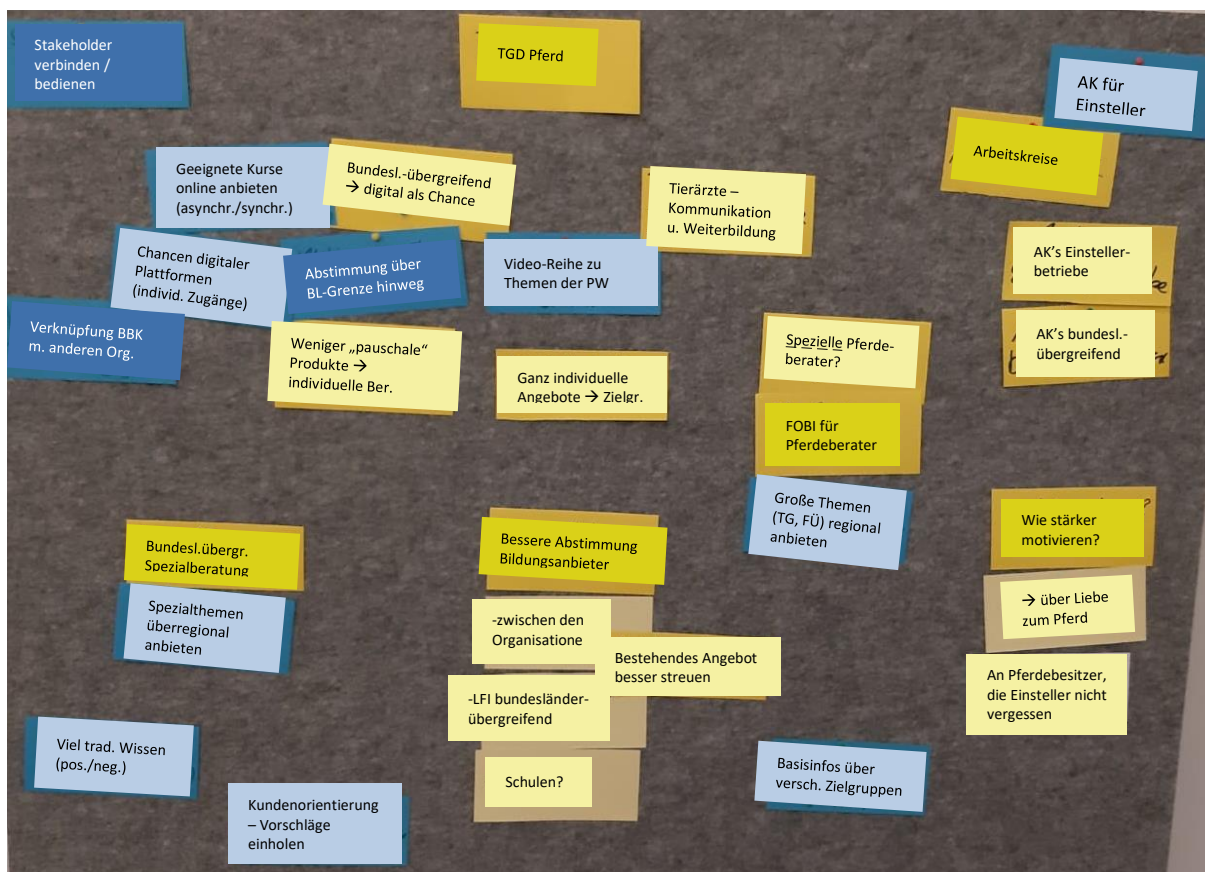 Stakeholder
verbinden /
bedienen
TGD Pferd
AK für
Einsteller
Arbeitskreise
Geeignete Kurse
online anbieten
(asynchr./synchr.)
Bundesl.-übergreifend
→ digital als Chance
Tierärzte –
Kommunikation
u. Weiterbildung
Chancen digitaler
Plattformen
(individ. Zugänge)
Abstimmung über
BL-Grenze hinweg
Video-Reihe zu
Themen der PW
AK's Einsteller-
betriebe
AK's bundesl.-
übergreifend
Verknüpfung BBK
m. anderen Org.
Weniger „pauschale"
Produkte →
individuelle Ber.
Ganz individuelle
Angebote → Zielgr.
Spezielle Pferde-
berater?
FOBI für
Pferdeberater
Große Themen
(TG, FÜ) regional
anbieten
Wie stärker
motivieren?
→ über Liebe
zum Pferd
An Pferdebesitzer,
die Einsteller nicht
vergessen
Bundesl.übergr.
Spezialberatung
Spezialthemen
überregional
anbieten
Bessere Abstimmung
Bildungsanbieter
-zwischen den
Organisatione
Bestehendes Angebot
besser streuen
-LFI bundesländer-
übergreifend
Schulen?
Viel trad. Wissen
(pos./neg.)
Kundenorientierung
– Vorschläge
einholen
Basisinfos über
versch. Zielgruppen